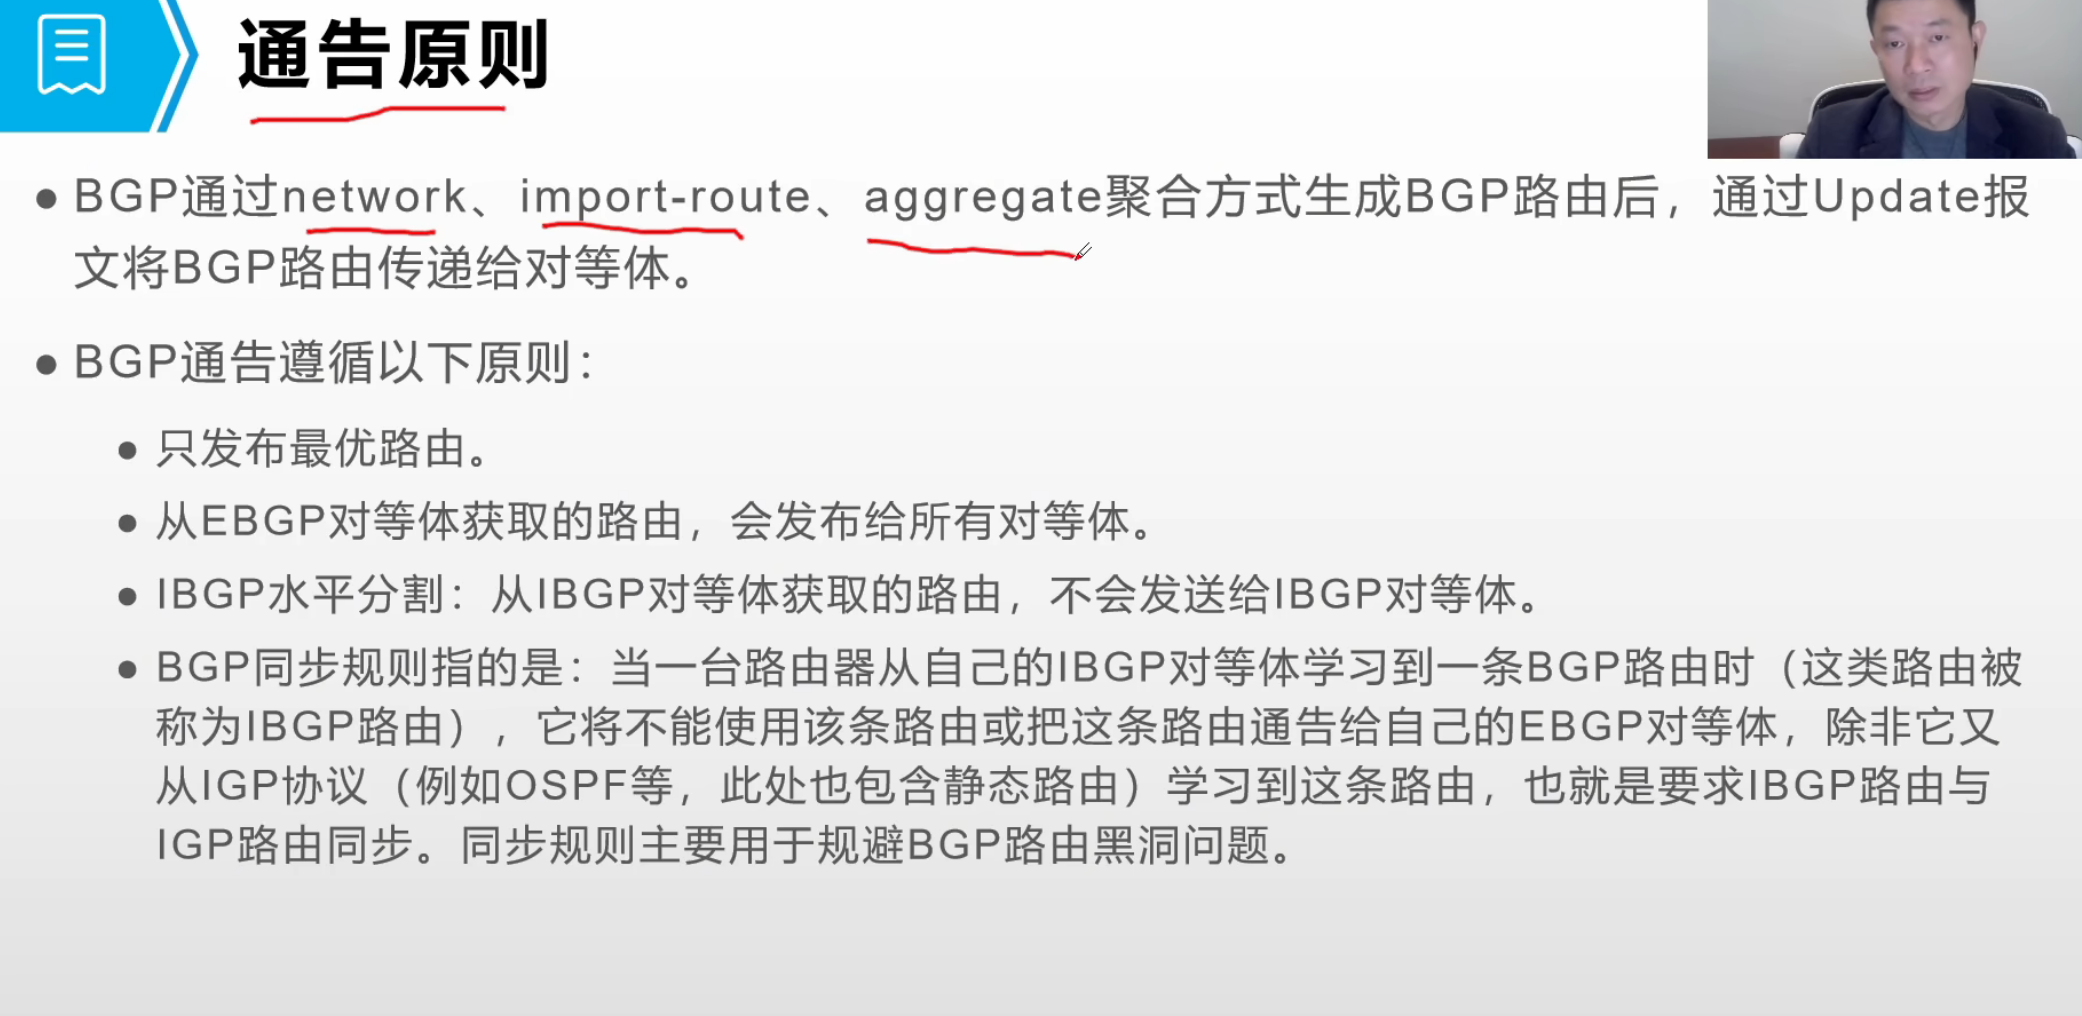 通告原则
BGP通过network、import-route、aggregate聚合方式生成BGP路由后，通过Update报
文将BGP路由传递给对等体。
BGP通告遵循以下原则：
只发布最优路由。
从EBGP对等体获取的路由，会发布给所有对等体。
IBGP水平分割：从IBGP对等体获取的路由，不会发送给IBGP对等体。
BGP同步规则指的是：当一台路由器从自己的IBGP对等体学习到一条BGP路由时（这类路由被
称为IBGP路由），它将不能使用该条路由或把这条路由通告给自己的EBGP对等体，除非它又
从IGP协议（例如OSPF等，此处也包含静态路由）学习到这条路由，也就是要求IBGP路由与
IGP路由同步。同步规则主要用于规避BGP路由黑洞问题。